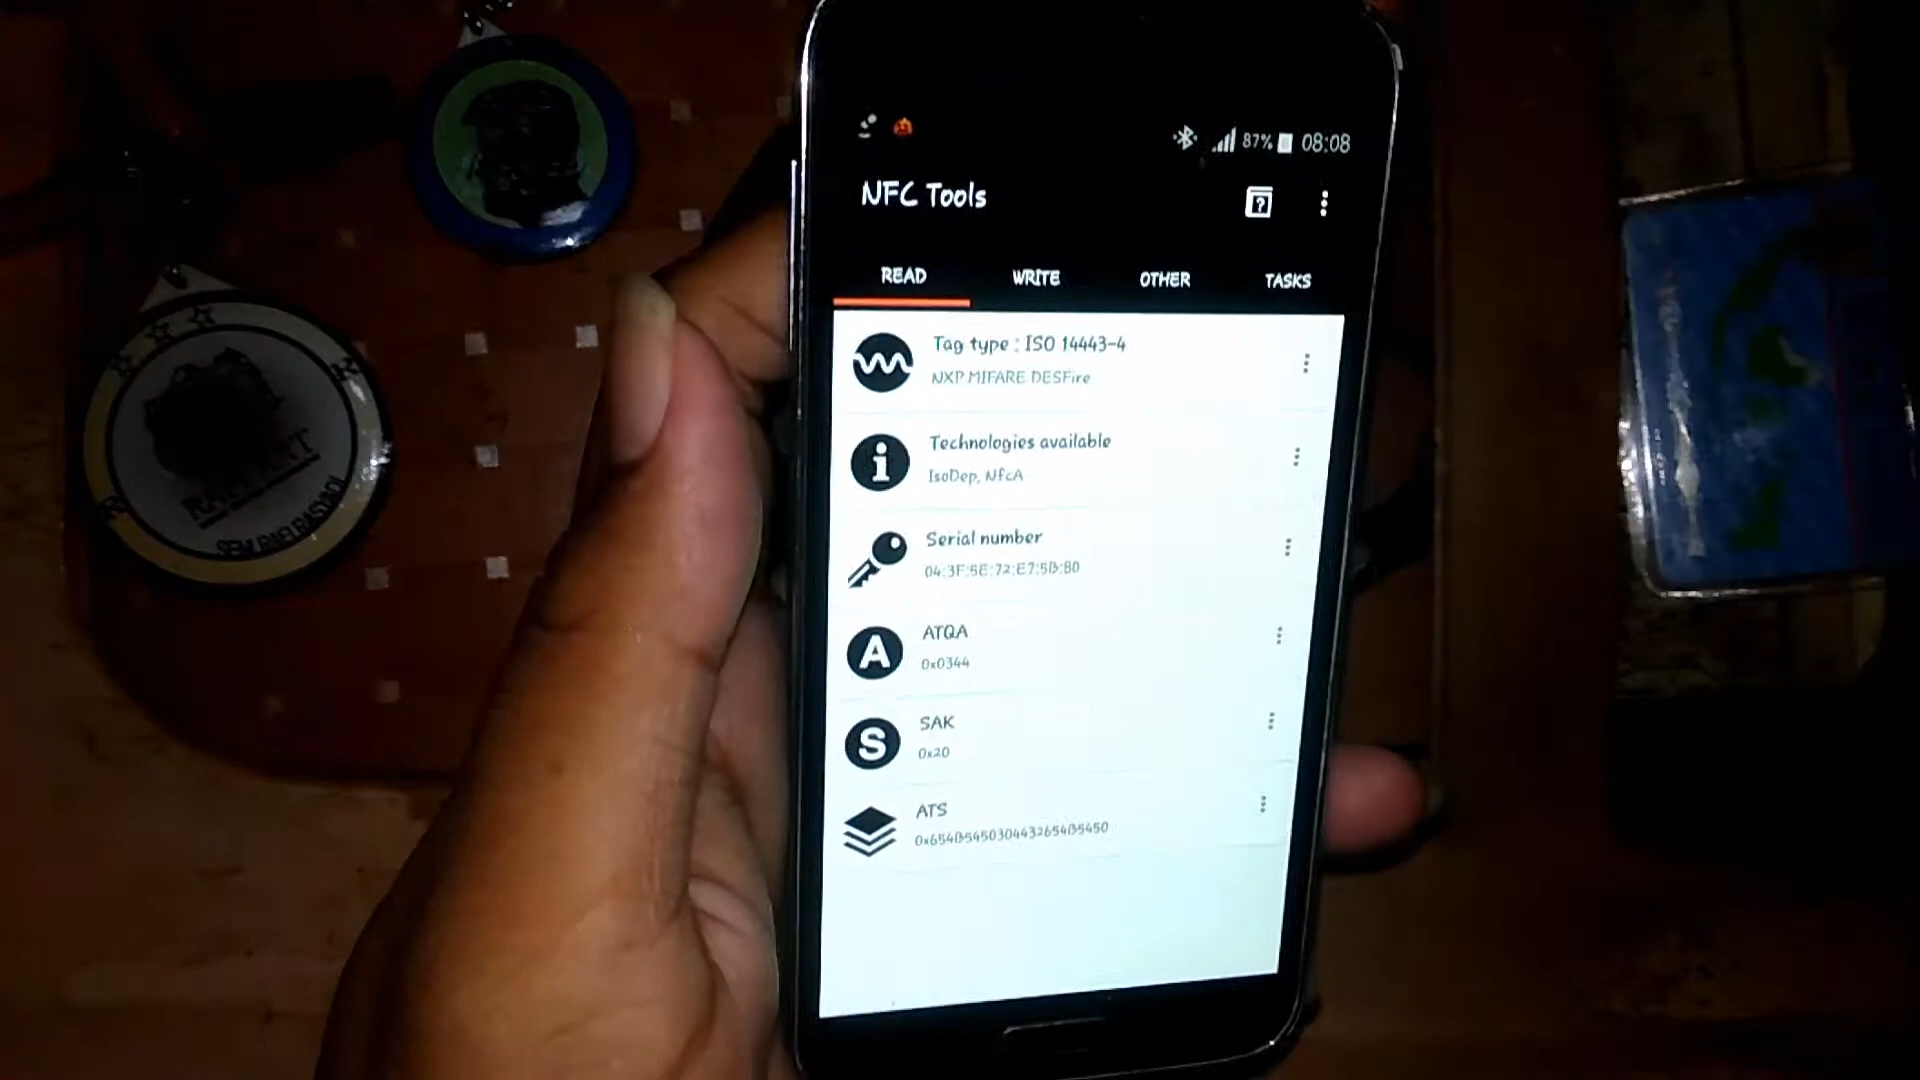 87% 08:08
NFC Tools
READ WRITE OTHER TASKS
Tag type : ISO 14443-4
NXP MIFARE DESFire
Technologies available
IsoDep, NfcA
Serial number
04:3F:5E:72:E7:5B:80
ATQA
0x0344
SAK
0x20
ATS
0x654B5450304432654B5450